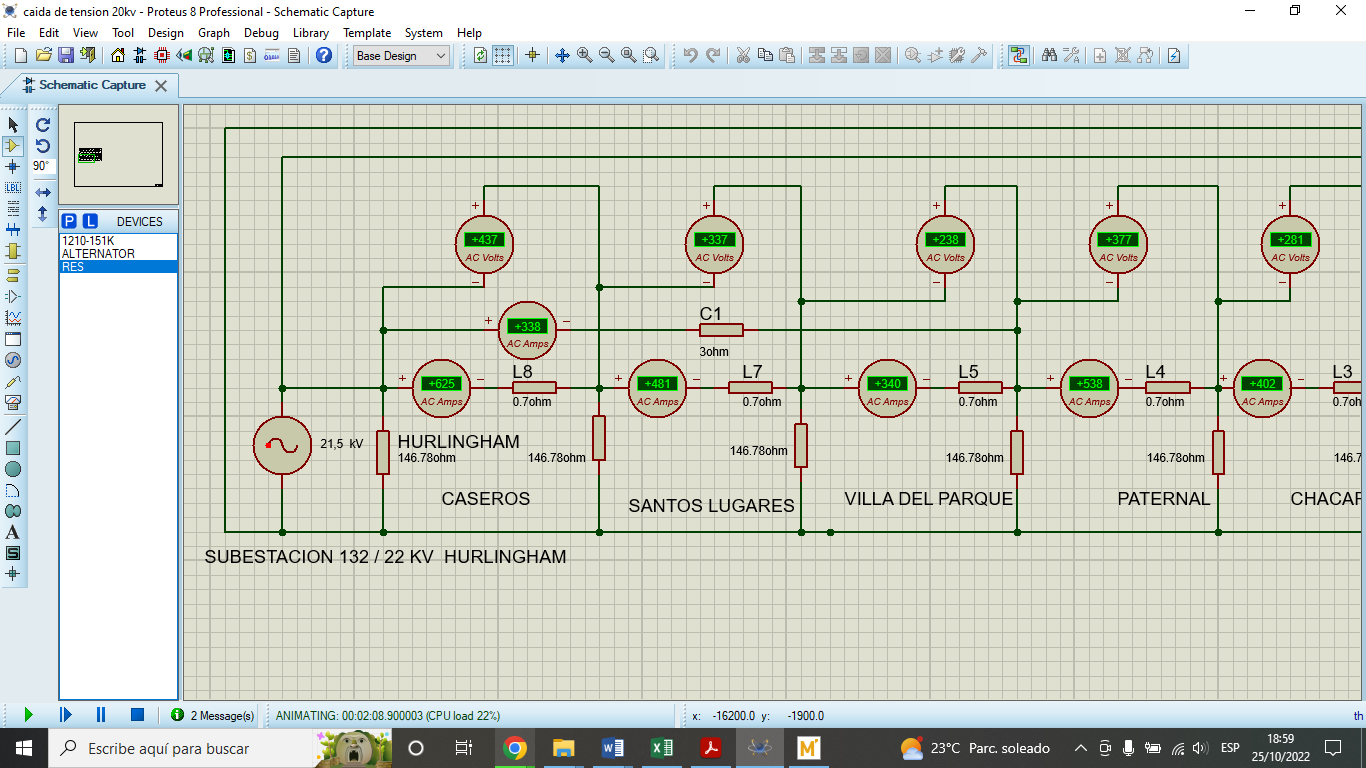 caida de tension 20kv - Proteus 8 Professional - Schematic Capture
File Edit View Tool Design Graph Debug Library Template System Help
Base Design
Schematic Capture
90°
LBL
P L DEVICES
1210-151K
ALTERNATOR
RES
A
S
+ + + + +
+437 +337 +238 +377 +281
AC Volts AC Volts AC Volts AC Volts AC Volts
− − − − −
C1
+ +338 −
AC Amps
3ohm
L8 L7 L5 L4 L3
+ +625 − + +481 − + +340 − + +538 − + +402 −
AC Amps AC Amps AC Amps AC Amps AC Amps
0.7ohm 0.7ohm 0.7ohm 0.7ohm 0.7oh
21,5 kV HURLINGHAM
146.78ohm 146.78ohm 146.78ohm 146.78ohm 146.78ohm 146.7
CASEROS SANTOS LUGARES VILLA DEL PARQUE PATERNAL CHACAR
SUBESTACION 132 / 22 KV HURLINGHAM
2 Message(s) ANIMATING: 00:02:08.900003 (CPU load 22%) x: -16200.0 y: -1900.0 th
Escribe aquí para buscar
23°C Parc. soleado ESP 18:59
25/10/2022